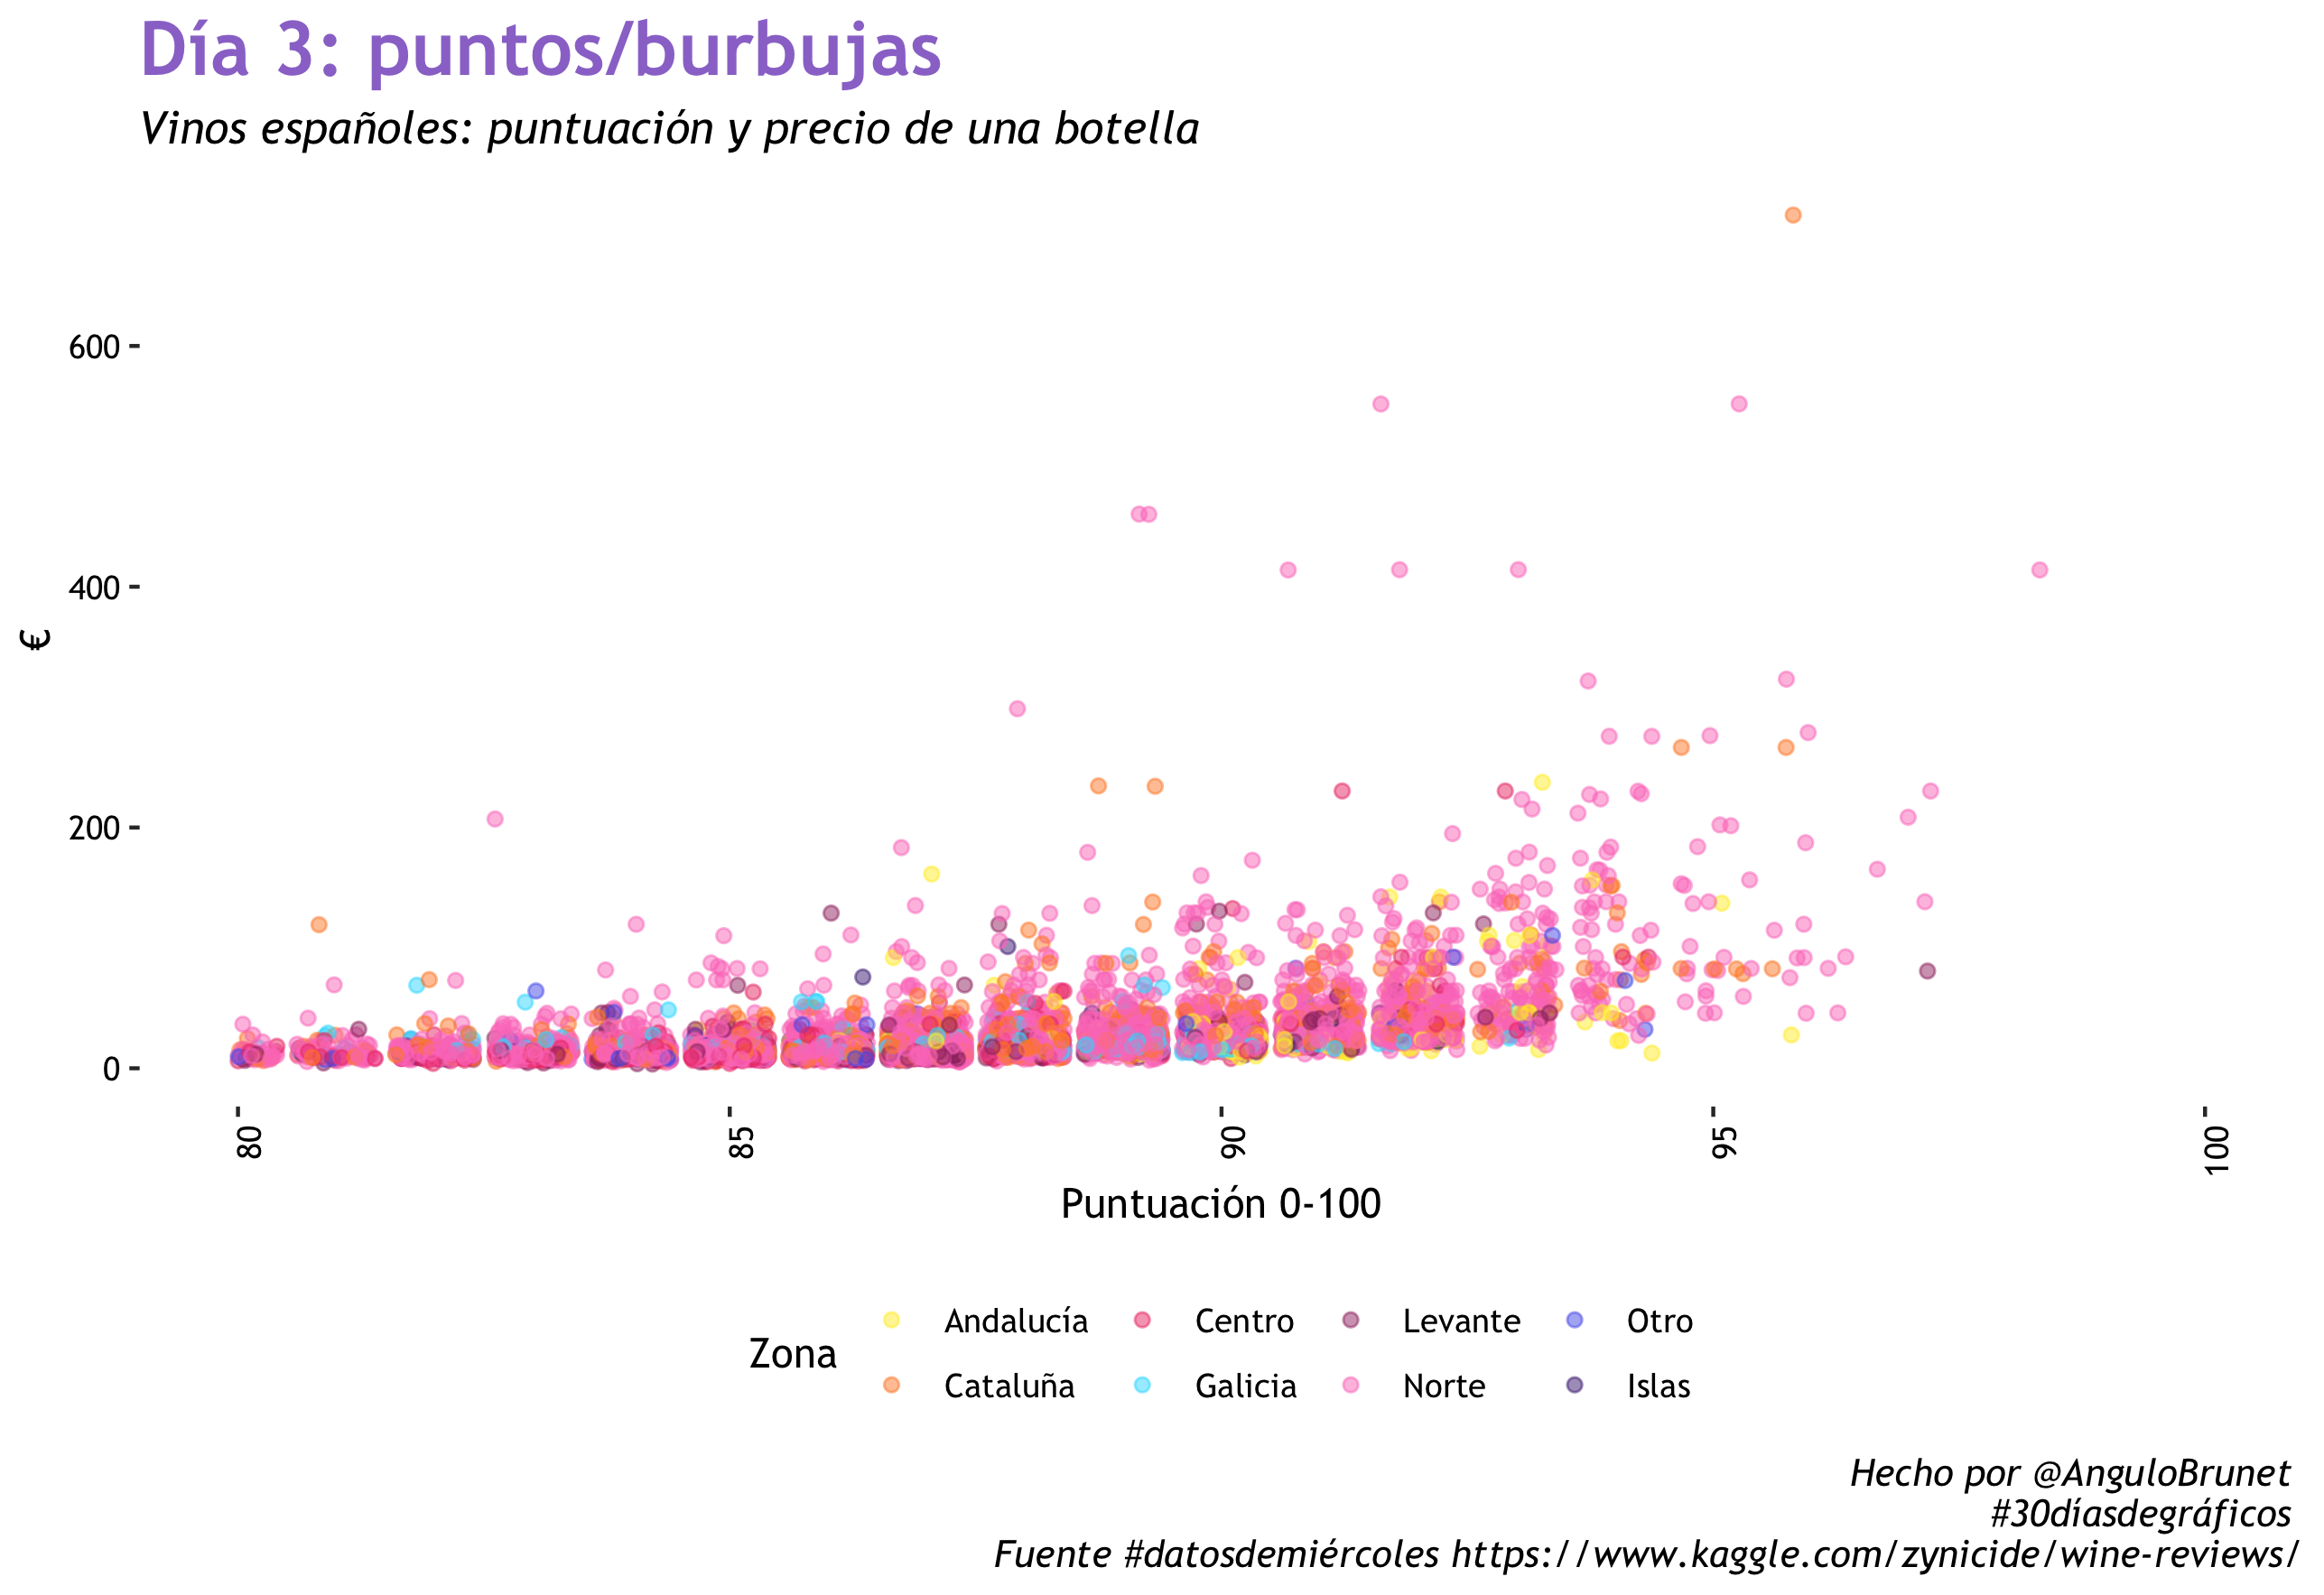 Día 3: puntos/burbujas
Vinos españoles: puntuación y precio de una botella
600
400
200
0
€
80
85
90
95
100
Puntuación 0-100
Zona
Andalucía
Centro
Levante
Otro
Cataluña
Galicia
Norte
Islas
Hecho por @AnguloBrunet
#30díasdegráficos
Fuente #datosdemiércoles https://www.kaggle.com/zynicide/wine-reviews/